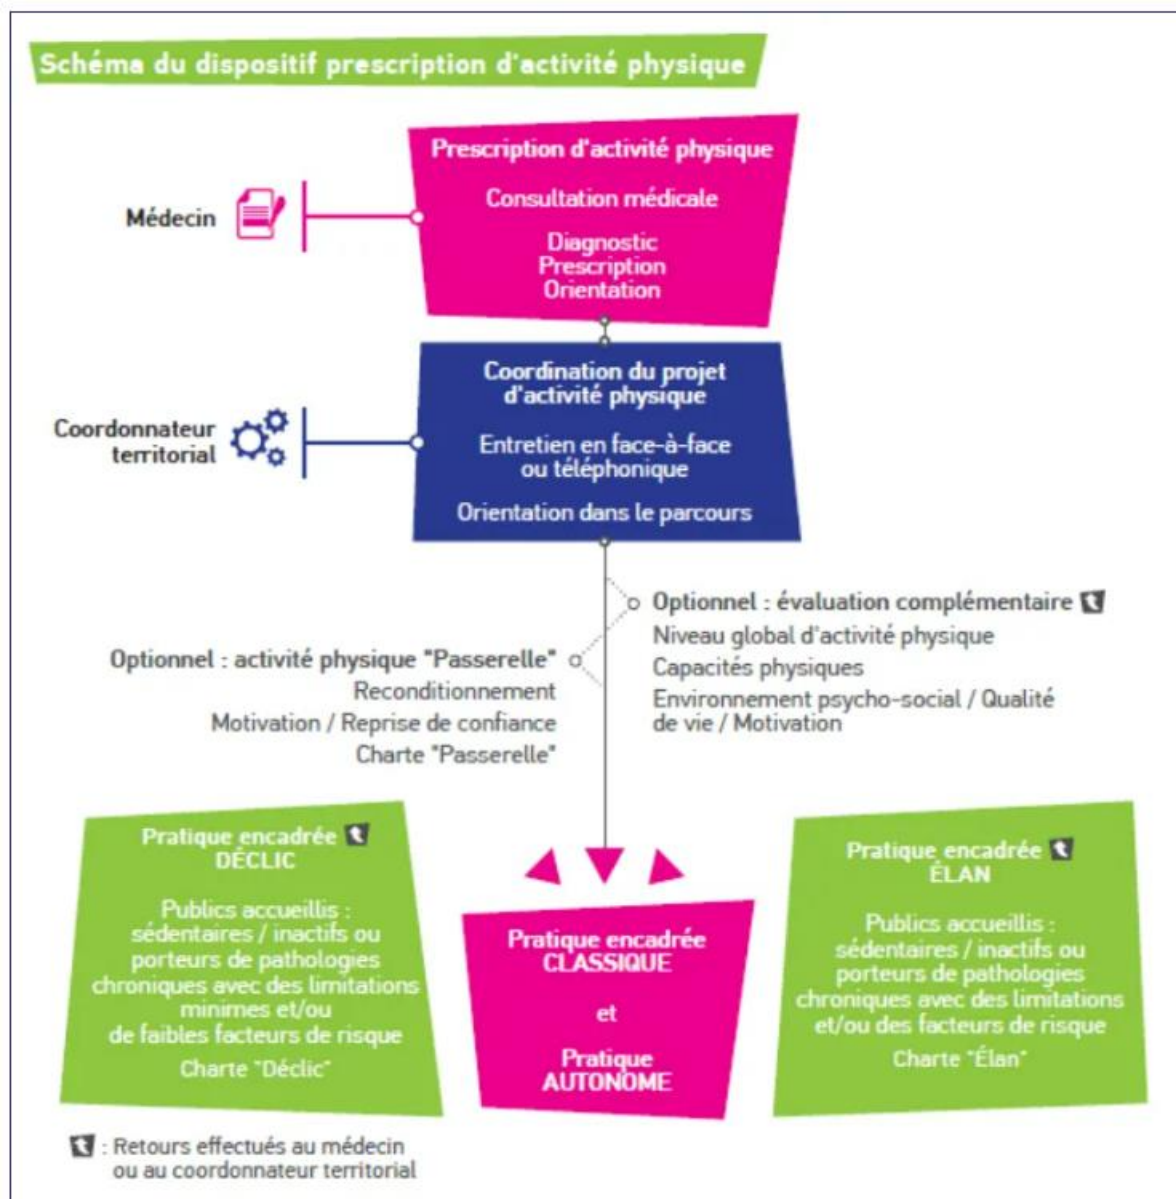 Schéma du dispositif prescription d'activité physique
Médecin
Prescription d'activité physique
Consultation médicale
Diagnostic
Prescription
Orientation
Coordonnateur
territorial
Coordination du projet
d'activité physique
Entretien en face-à-face
ou téléphonique
Orientation dans le parcours
Optionnel : évaluation complémentaire
Niveau global d'activité physique
Capacités physiques
Environnement psycho-social / Qualité
de vie / Motivation
Optionnel : activité physique "Passerelle"
Reconditionnement
Motivation / Reprise de confiance
Charte "Passerelle"
Pratique encadrée
DÉCLIC
Publics accueillis :
sédentaires / inactifs ou
porteurs de pathologies
chroniques avec des limitations
minimes et/ou
de faibles facteurs de risque
Charte "Déclic"
Pratique encadrée
CLASSIQUE
et
Pratique
AUTONOME
Pratique encadrée
ÉLAN
Publics accueillis :
sédentaires / inactifs ou
porteurs de pathologies
chroniques avec des limitations
et/ou des facteurs de risque
Charte "Élan"
: Retours effectués au médecin
ou au coordonnateur territorial